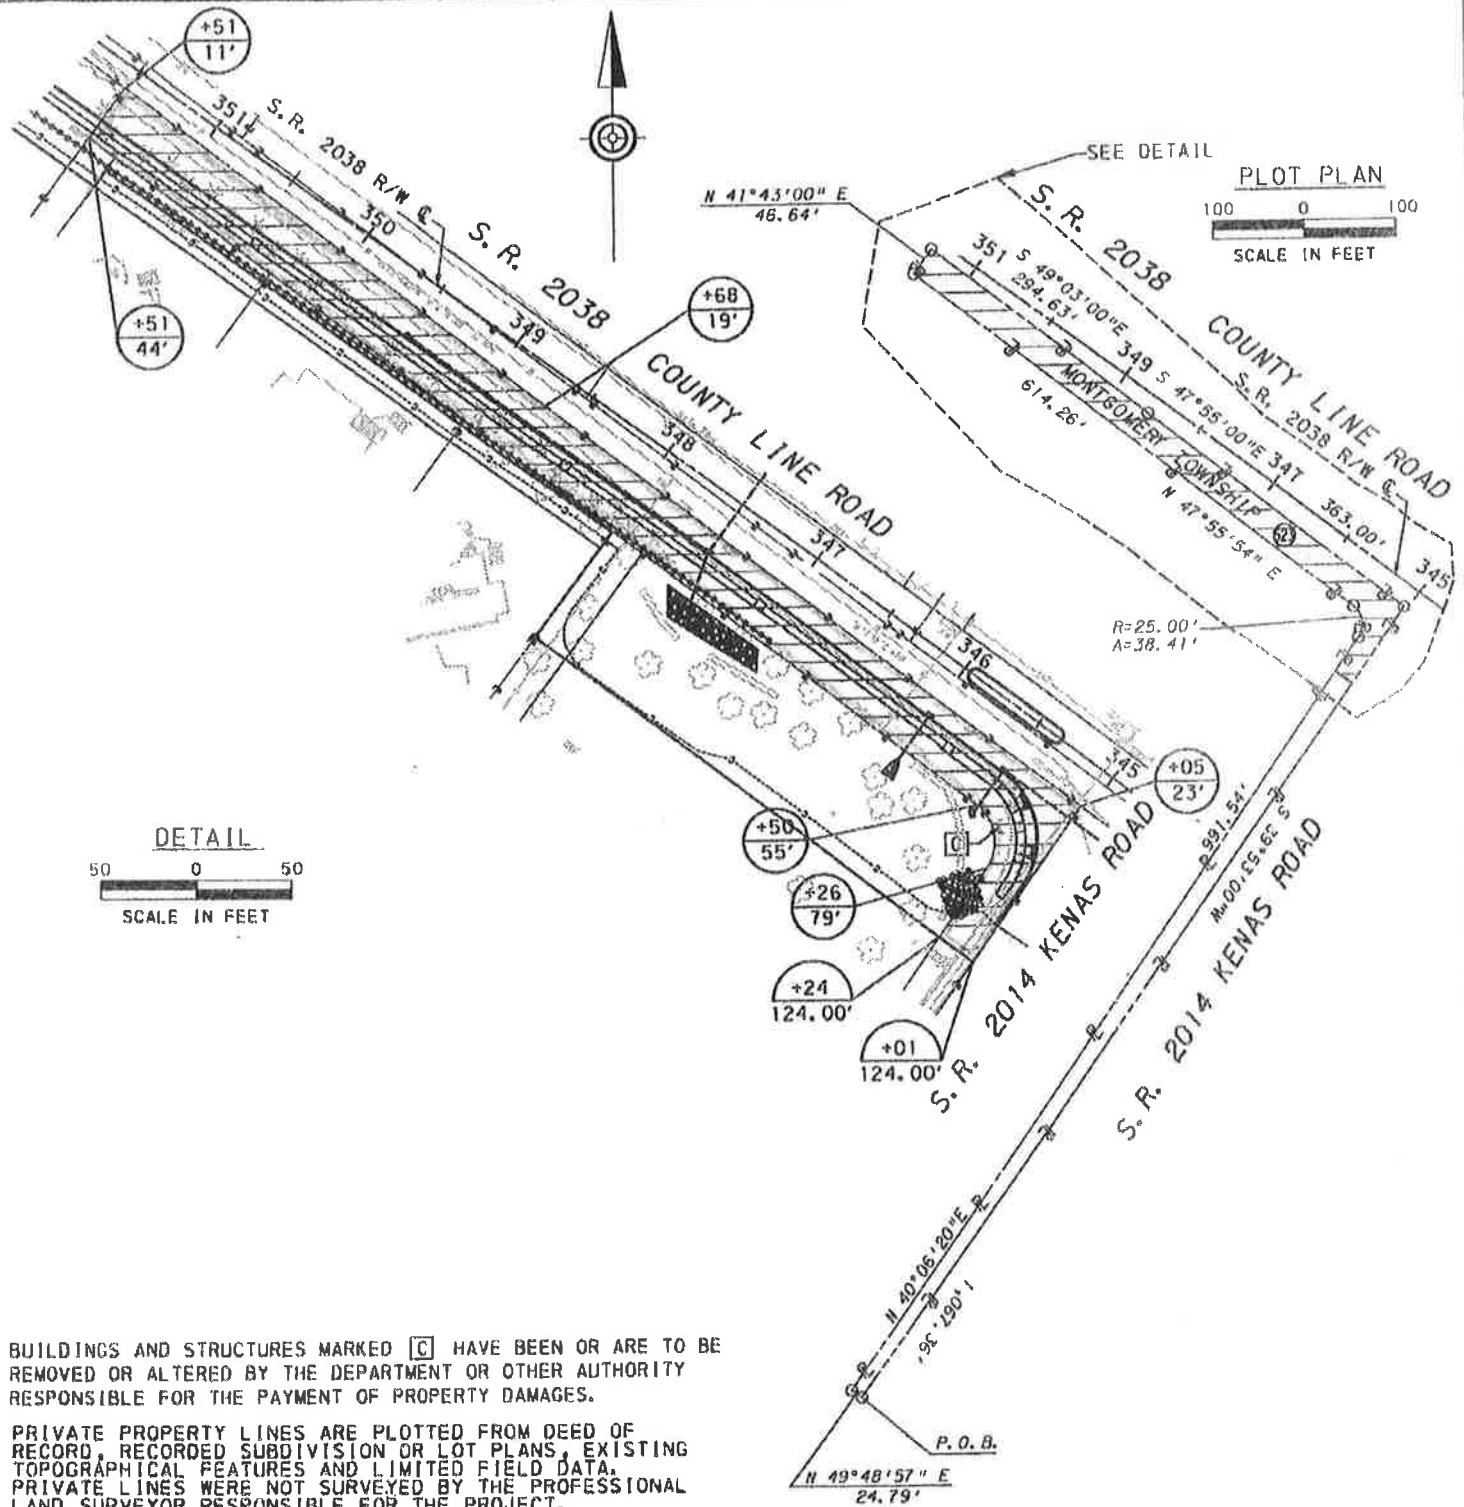 +51
11'
351
S. R. 2038 R/W ℄
350
S. R. 2038
349
+68
19'
+51
44'
COUNTY LINE ROAD
348
347
346
345
SEE DETAIL
PLOT PLAN
100 0 100
SCALE IN FEET
N 41°43'00" E
46.64'
S. R. 2038
COUNTY LINE ROAD
351
S 49°03'00"E
294.63'
349
S 47°55'00"E
347
S. R. 2038 R/W ℄
363.00'
345
614.26'
MONTGOMERY
TOWNSHIP
N 47°55'54" E
R=25.00'
A=38.41'
+05
23'
+50
55'
C
+26
79'
+24
124.00'
+01
124.00'
S. R. 2014 KENAS ROAD
DETAIL
50 0 50
SCALE IN FEET
991.54'
S 39°53'00"W
S. R. 2014 KENAS ROAD
N 40°06'20"E
1,067.36'
P.O.B.
N 49°48'57" E
24.79'
BUILDINGS AND STRUCTURES MARKED C HAVE BEEN OR ARE TO BE
REMOVED OR ALTERED BY THE DEPARTMENT OR OTHER AUTHORITY
RESPONSIBLE FOR THE PAYMENT OF PROPERTY DAMAGES.
PRIVATE PROPERTY LINES ARE PLOTTED FROM DEED OF
RECORD, RECORDED SUBDIVISION OR LOT PLANS, EXISTING
TOPOGRAPHICAL FEATURES AND LIMITED FIELD DATA.
PRIVATE LINES WERE NOT SURVEYED BY THE PROFESSIONAL
LAND SURVEYOR RESPONSIBLE FOR THE PROJECT.